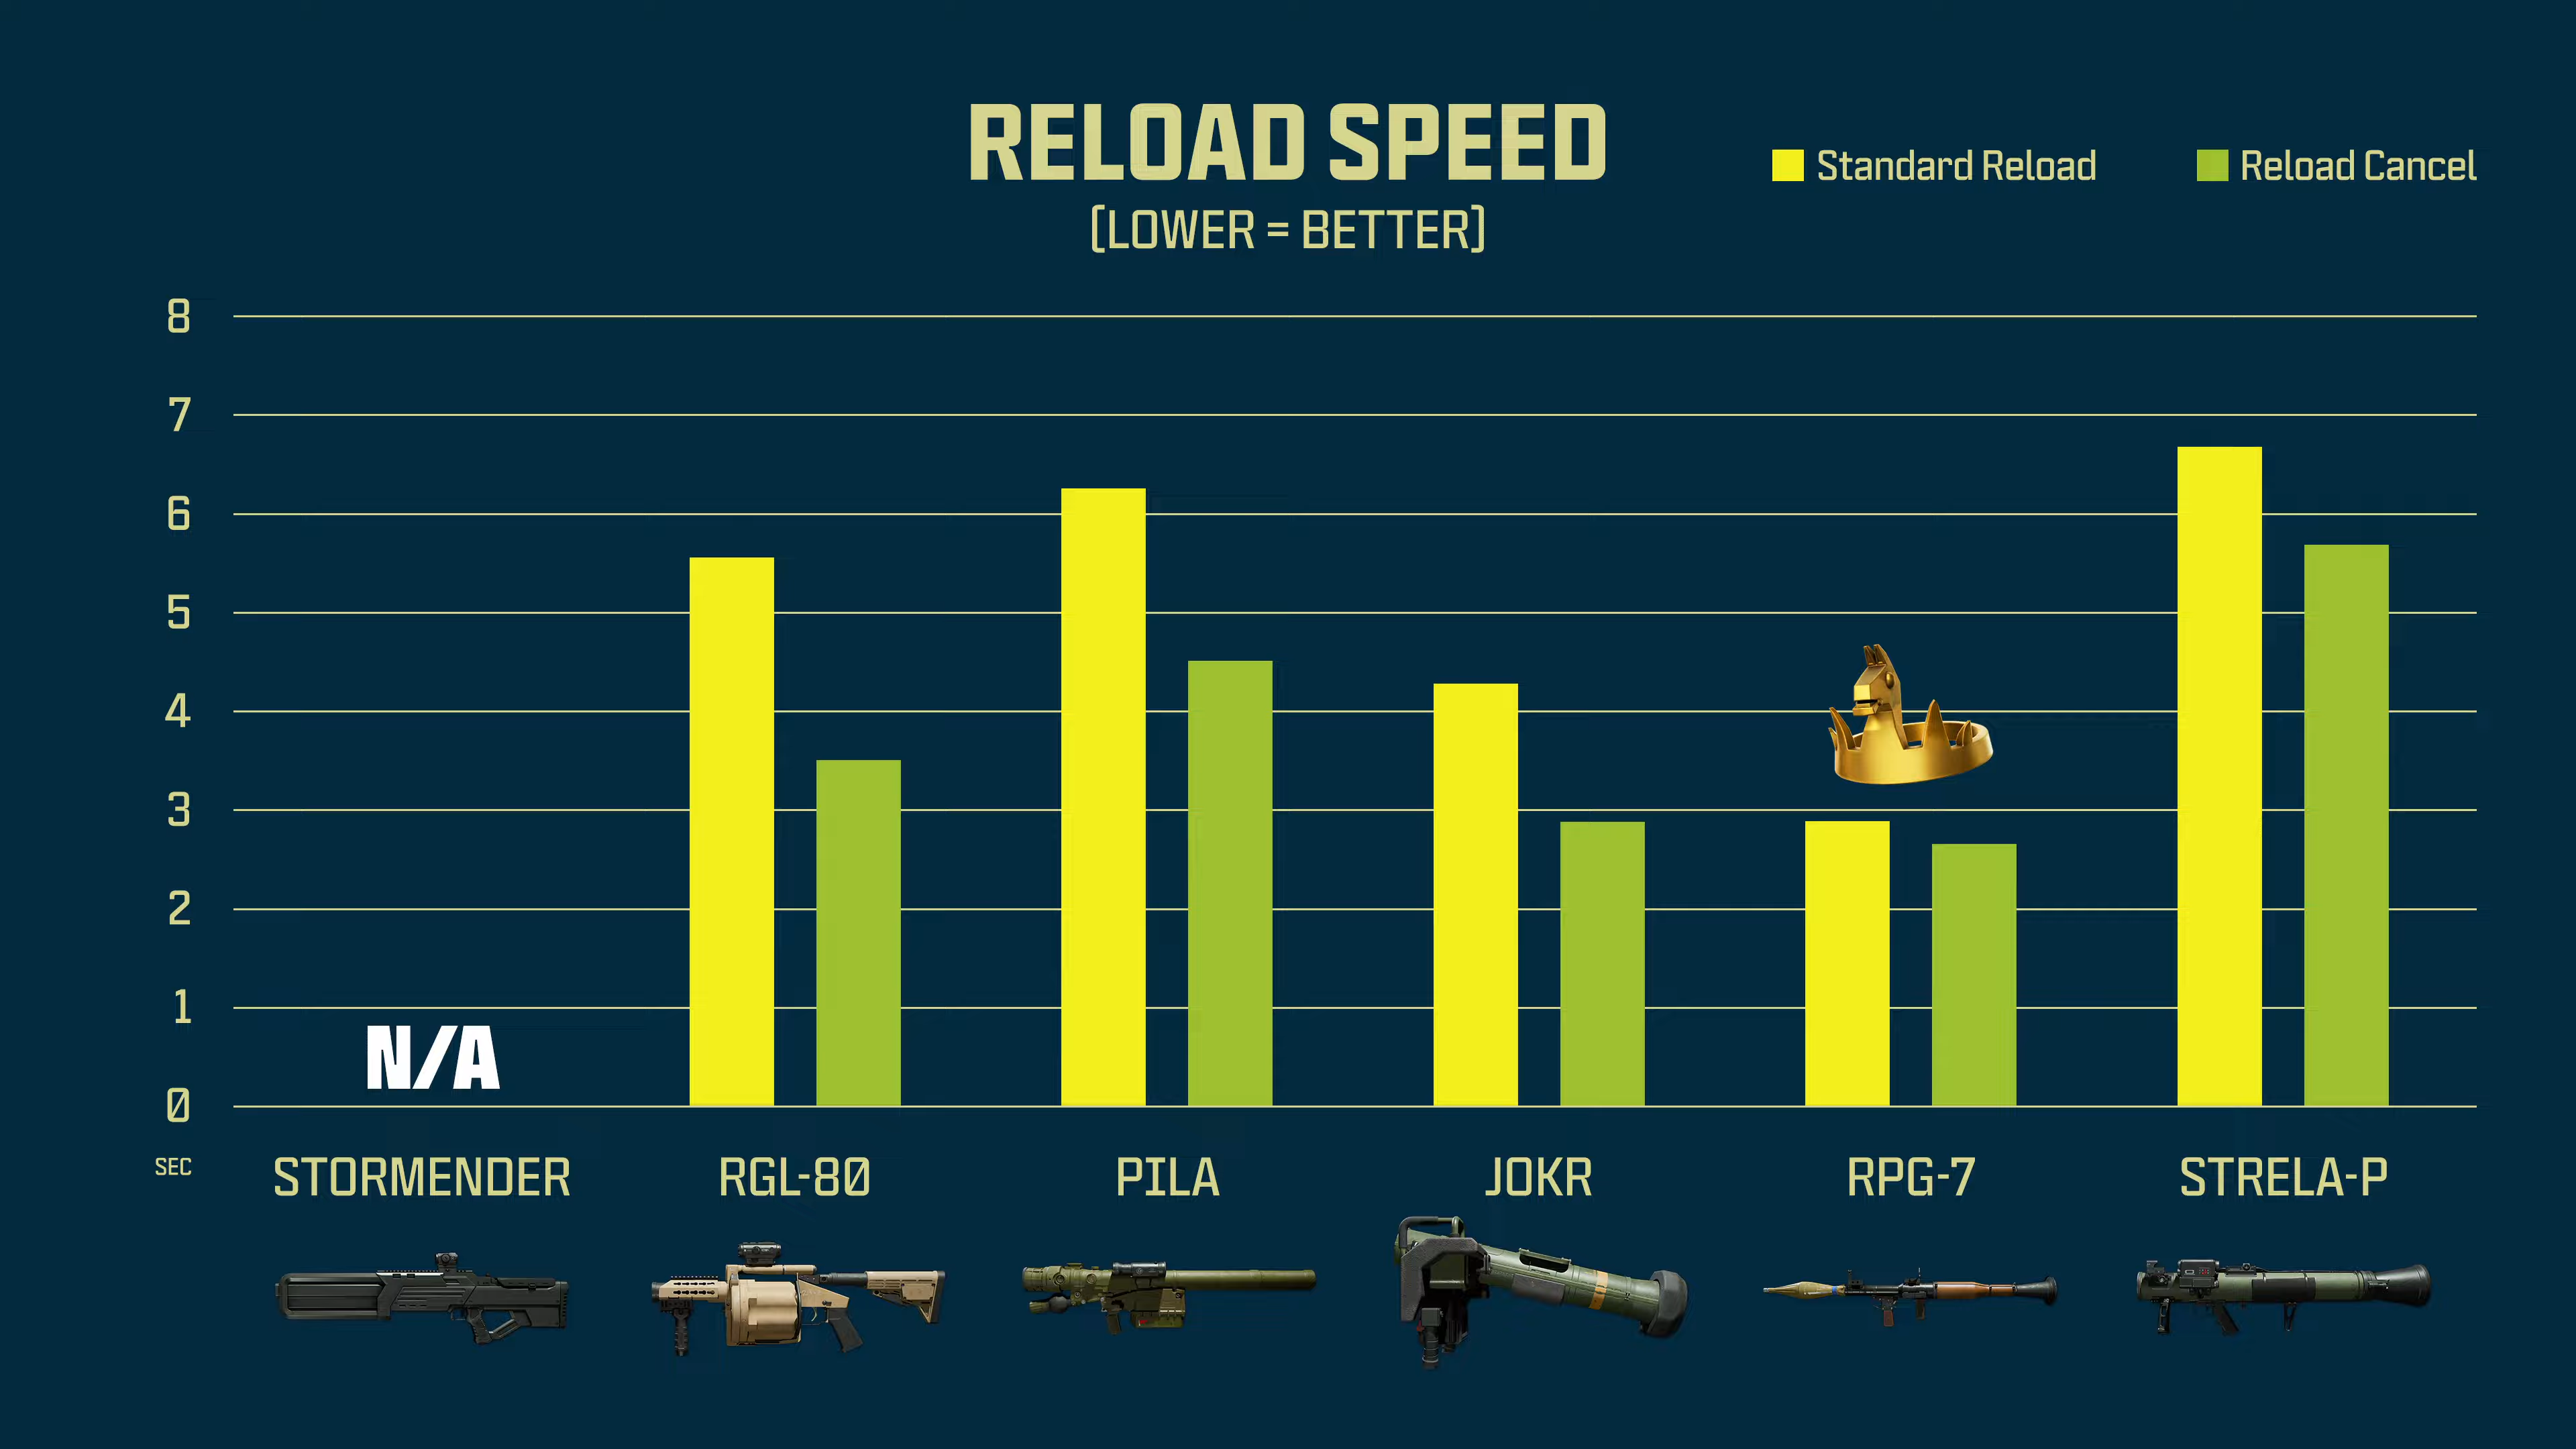 RELOAD SPEED
[LOWER = BETTER]
Standard Reload
Reload Cancel
8
7
6
5
4
3
2
1
0
N/A
SEC
STORMENDER
RGL-80
PILA
JOKR
RPG-7
STRELA-P